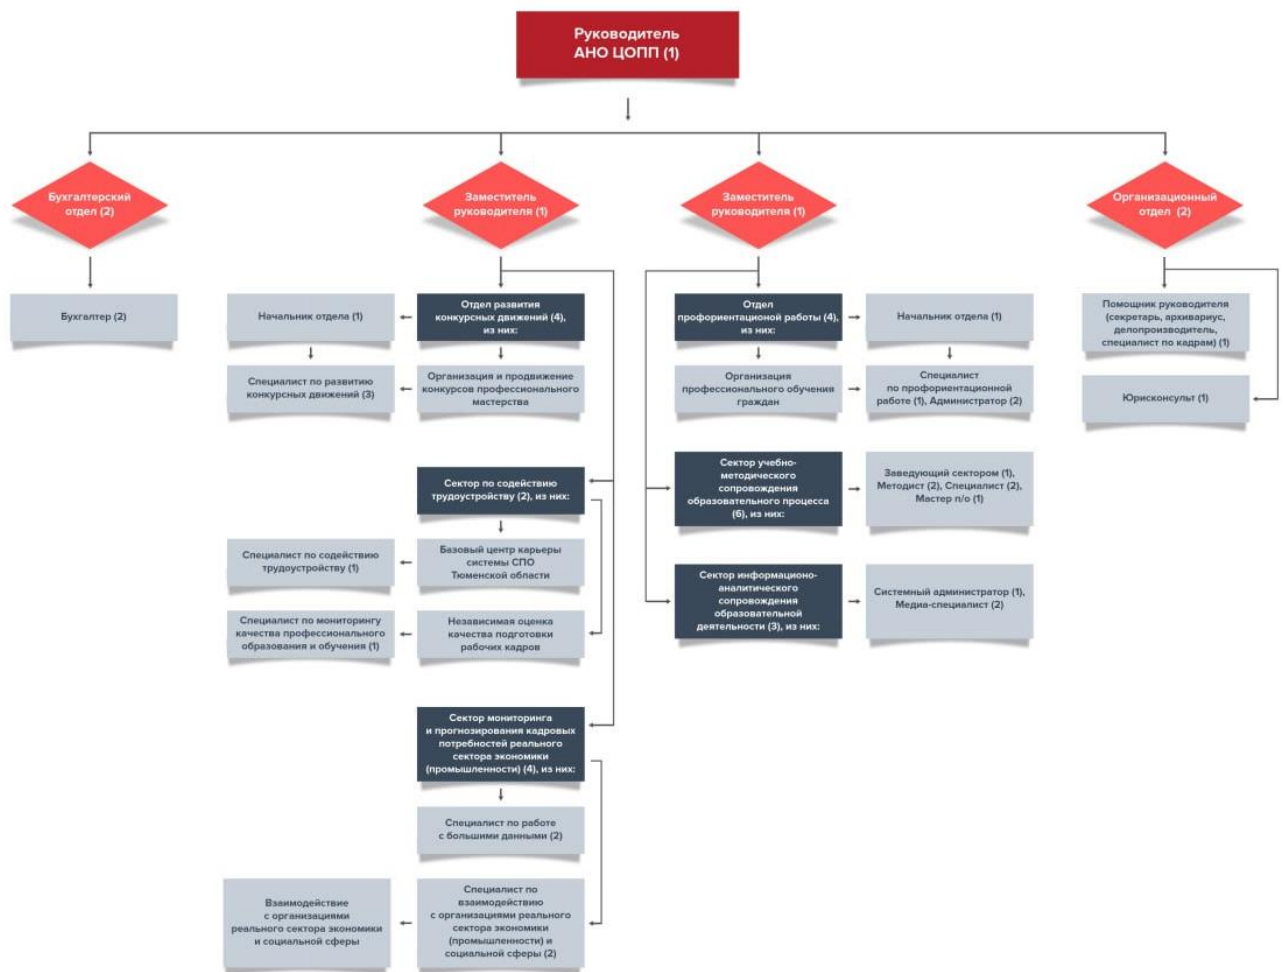 Руководитель
АНО ЦОПП (1)
Бухгалтерский
отдел (2)
Заместитель
руководителя (1)
Заместитель
руководителя (1)
Организационный
отдел (2)
Бухгалтер (2)
Начальник отдела (1)
Отдел развития
конкурсных движений (4),
из них:
Специалист по развитию
конкурсных движений (3)
Организация и продвижение
конкурсов профессионального
мастерства
Сектор по содействию
трудоустройству (2), из них:
Специалист по содействию
трудоустройству (1)
Базовый центр карьеры
системы СПО
Тюменской области
Специалист по мониторингу
качества профессионального
образования и обучения (1)
Независимая оценка
качества подготовки
рабочих кадров
Сектор мониторинга
и прогнозирования кадровых
потребностей реального
сектора экономики
(промышленности) (4), из них:
Специалист по работе
с большими данными (2)
Взаимодействие
с организациями
реального сектора экономики
и социальной сферы
Специалист по
взаимодействию
с организациями реального
сектора экономики
(промышленности) и
социальной сферы (2)
Отдел
профориентационой работы (4),
из них:
Начальник отдела (1)
Организация
профессионального обучения
граждан
Специалист
по профориентационной
работе (1), Администратор (2)
Сектор учебно-
методического
сопровождения
образовательного процесса
(6), из них:
Заведующий сектором (1),
Методист (2), Специалист (2),
Мастер п/о (1)
Сектор информационо-
аналитического
сопровождения
образовательной
деятельности (3), из них:
Системный администратор (1),
Медиа-специалист (2)
Помощник руководителя
(секретарь, архивариус,
делопроизводитель,
специалист по кадрам) (1)
Юрисконсульт (1)